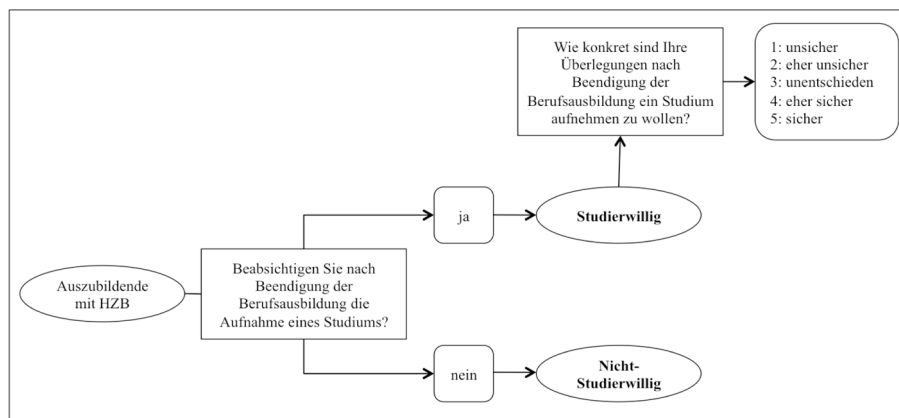 Auszubildende
mit HZB
Beabsichtigen Sie nach
Beendigung der
Berufsausbildung die
Aufnahme eines Studiums?
ja
Studierwillig
Wie konkret sind Ihre
Überlegungen nach
Beendigung der
Berufsausbildung ein Studium
aufnehmen zu wollen?
1: unsicher
2: eher unsicher
3: unentschieden
4: eher sicher
5: sicher
nein
Nicht-
Studierwillig